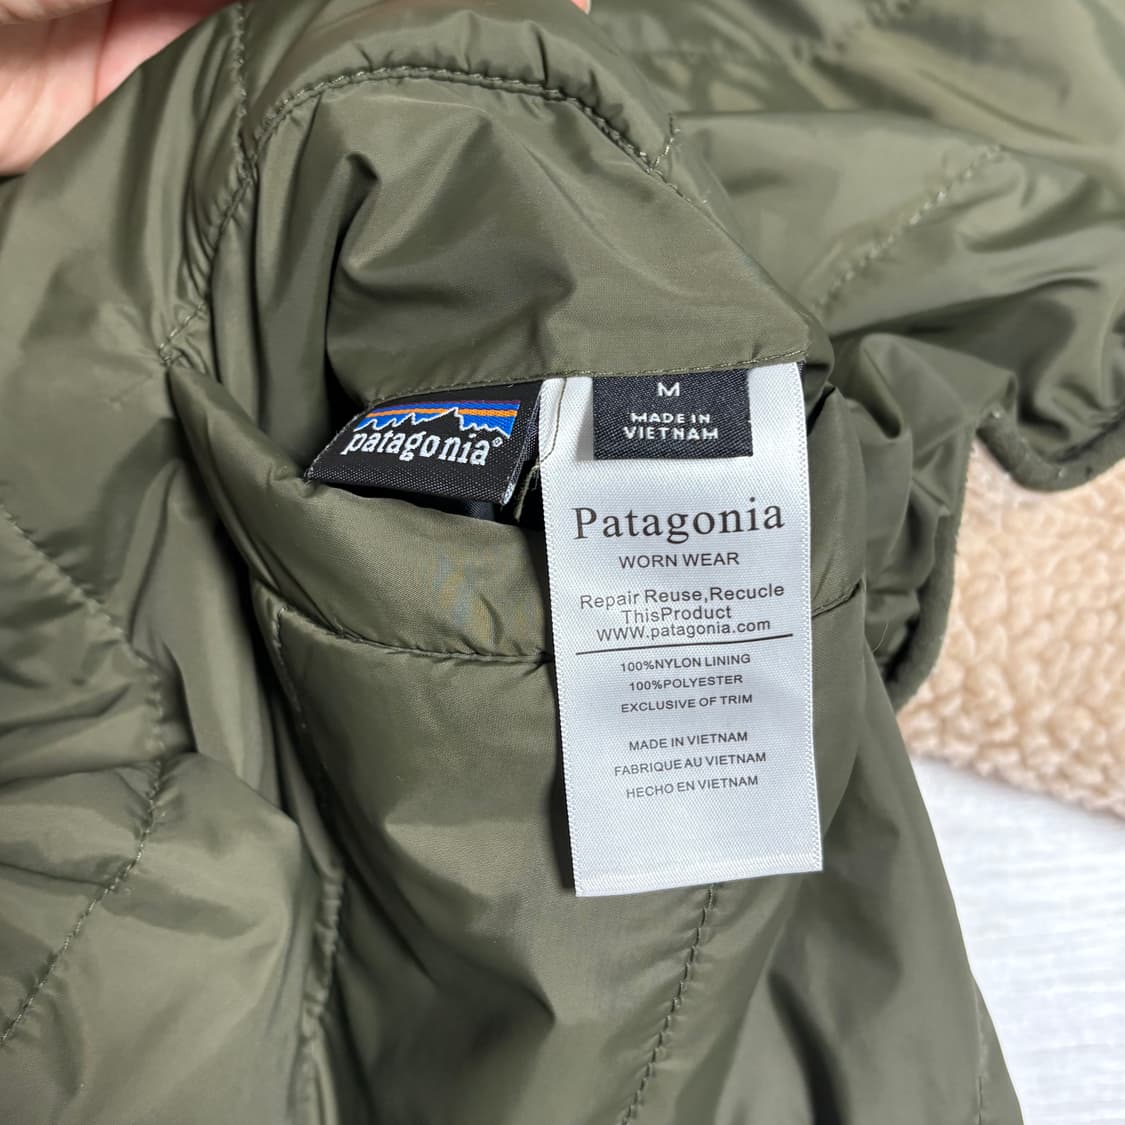 patagonia®
M
MADE IN
VIETNAM
Patagonia
WORN WEAR
Repair Reuse,Recucle
ThisProduct
www.patagonia.com
100%NYLON LINING
100%POLYESTER
EXCLUSIVE OF TRIM
MADE IN VIETNAM
FABRIQUE AU VIETNAM
HECHO EN VIETNAM